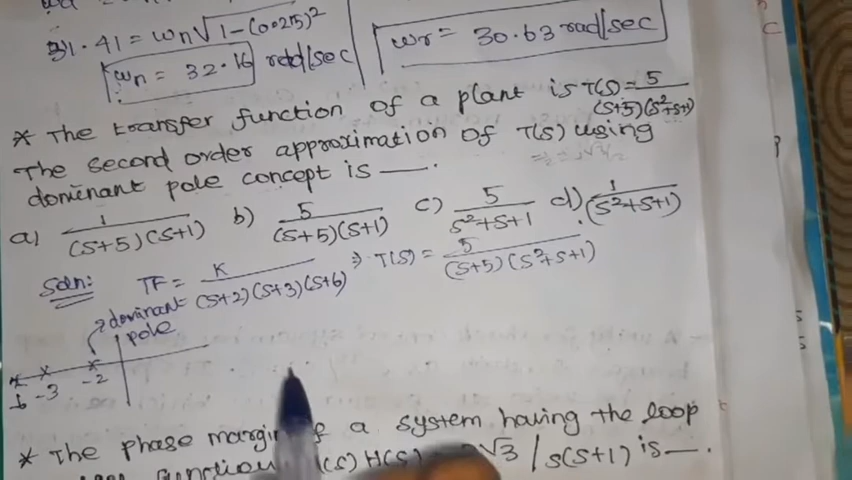 31.41 = ωn√1-(0.215)²
ωn = 32.16 rad/sec
ωr = 30.63 rad/sec
* The transfer function of a plant is T(s) = 5/(s+5)(s²+s+1)
The second order approximation of T(s) using
dominant pole concept is ___.
a) 1/(s+5)(s+1) b) 5/(s+5)(s+1) c) 5/s²+s+1 d) 1/(s²+s+1)
Soln: TF = K/(s+2)(s+3)(s+6) ⇒ T(s) = 5/(s+5)(s²+s+1)
dominant
pole
-6 -3 -2
* The phase margin of a system having the loop
function (s) H(s) √3 / s(s+1) is ___.